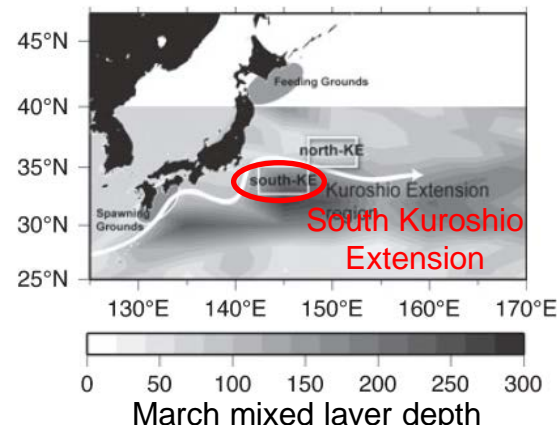 45°N
Feeding Grounds
40°N
north-KE
35°N
south-KE
Kuroshio Extension
region
South Kuroshio
Extension
Spawning
Grounds
30°N
25°N
130°E 140°E 150°E 160°E 170°E
0 50 100 150 200 250 300
March mixed layer depth